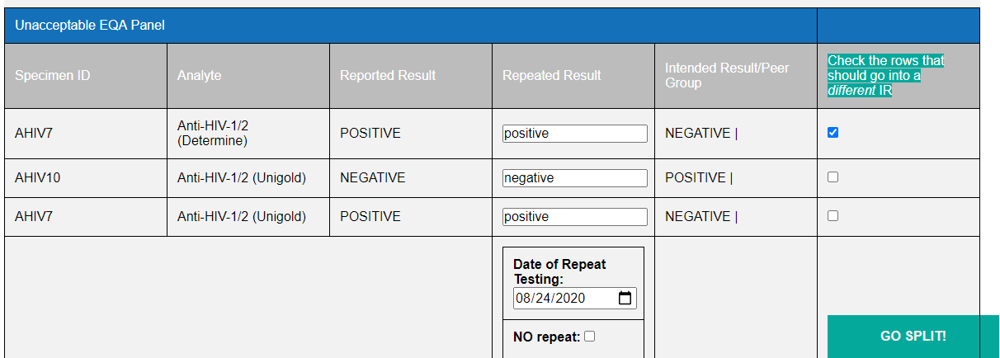 Unacceptable EQA Panel
Specimen ID
Analyte
Reported Result
Repeated Result
Intended Result/Peer
Group
Check the rows that
should go into a
different IR
AHIV7
Anti-HIV-1/2
(Determine)
POSITIVE
positive
NEGATIVE |
AHIV10
Anti-HIV-1/2 (Unigold)
NEGATIVE
negative
POSITIVE |
AHIV7
Anti-HIV-1/2 (Unigold)
POSITIVE
positive
NEGATIVE |
Date of Repeat
Testing:
08/24/2020
NO repeat:
GO SPLIT!